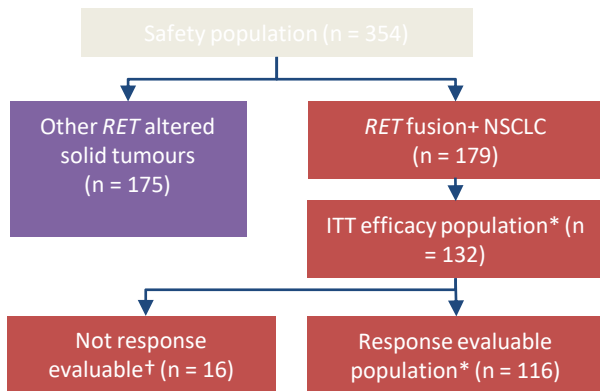 Safety population (n = 354)
Other RET altered
solid tumours
(n = 175)
RET fusion+ NSCLC
(n = 179)
ITT efficacy population* (n
= 132)
Not response
evaluable† (n = 16)
Response evaluable
population* (n = 116)